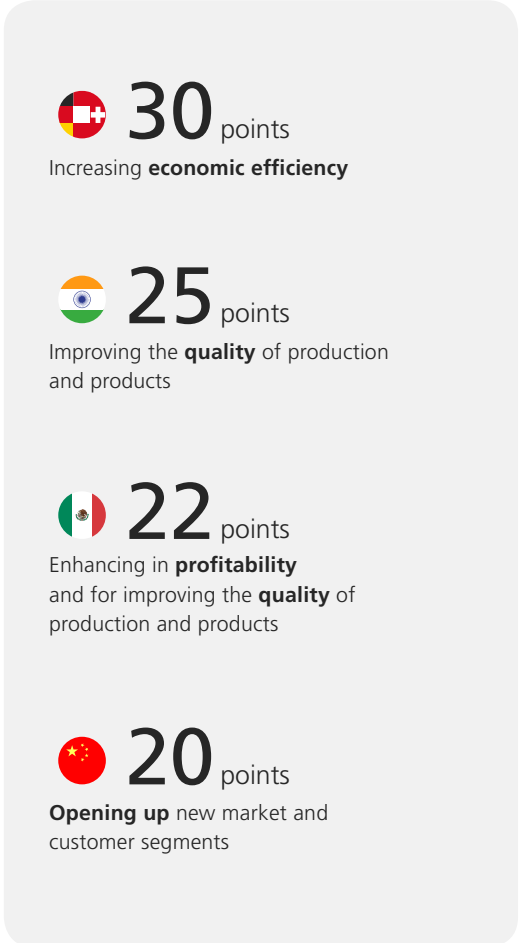 30 points
Increasing economic efficiency
25 points
Improving the quality of production
and products
22 points
Enhancing in profitability
and for improving the quality of
production and products
20 points
Opening up new market and
customer segments